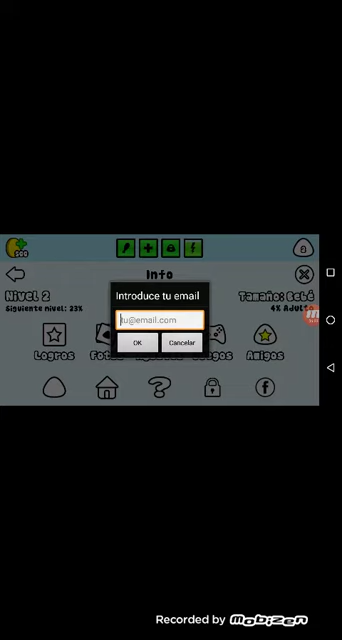 500
Info
Nivel 2
Siguiente nivel: 23%
Tamaño: Bebé
4% Adulto
Introduce tu email
tu@email.com
OK
Cancelar
Logros
Amigos
Recorded by mobizen